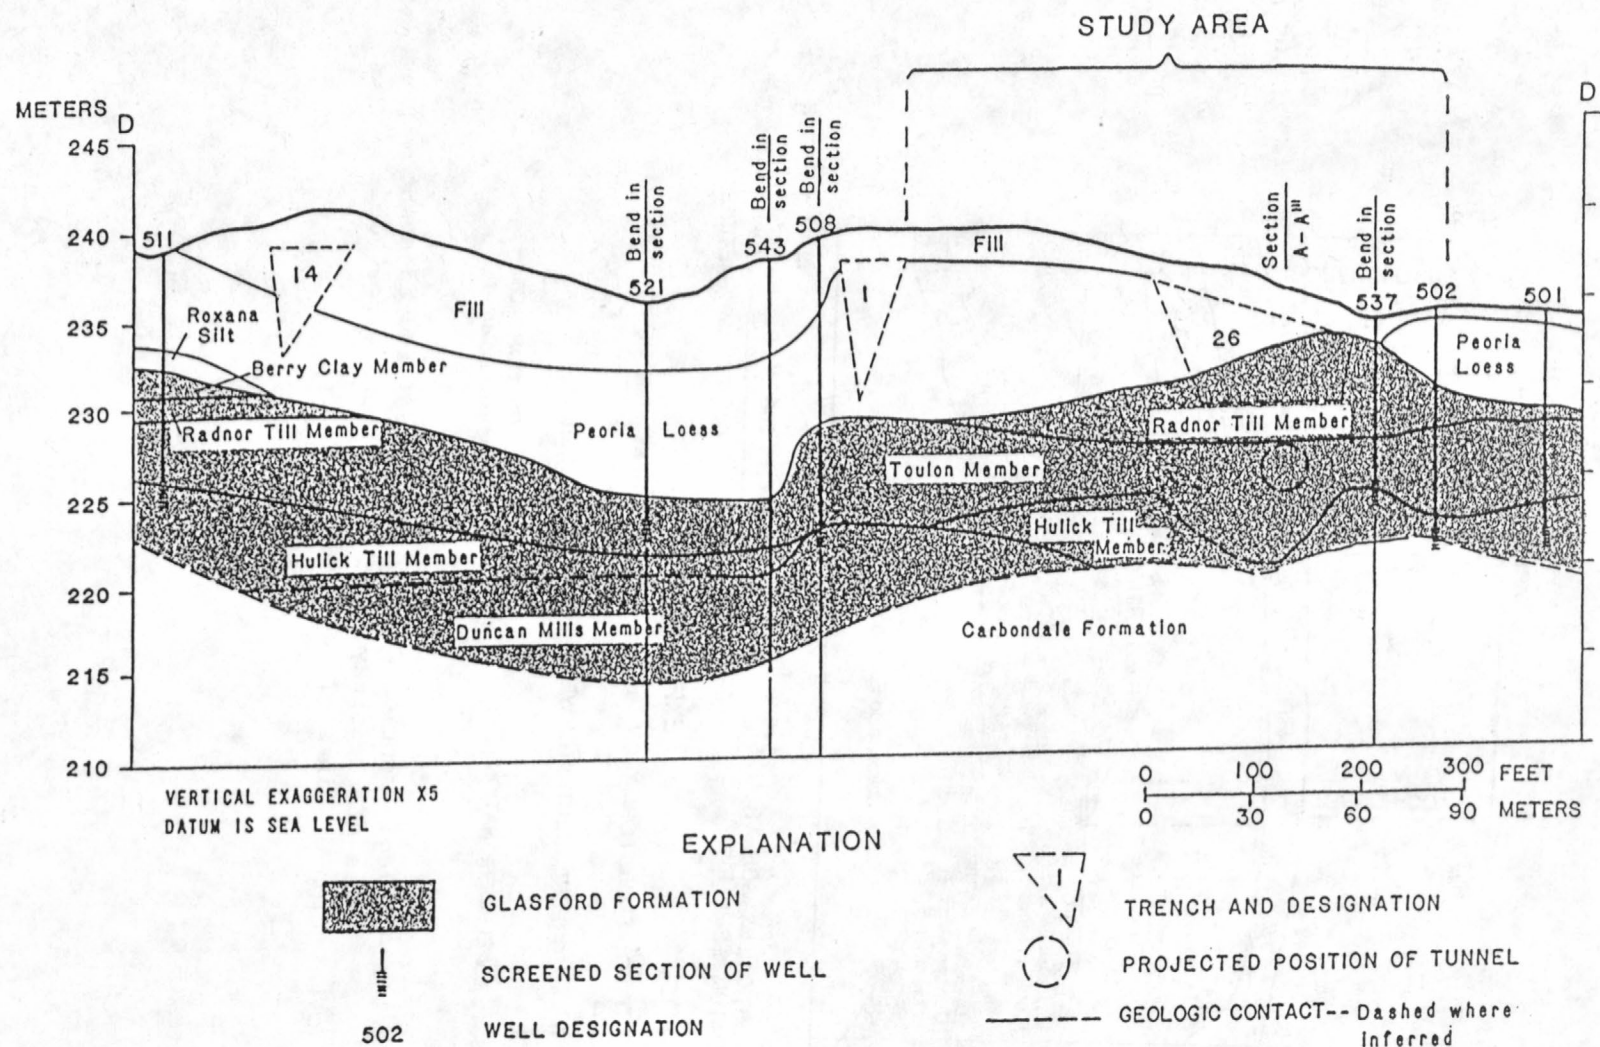 STUDY AREA
METERS
D
D
245
240
235
230
225
220
215
210
511
14
Bend in
section
521
Bend in
section
543
Bend in
section
508
1
Fill
Fill
Section
A-A'''
Bend in
section
537
502
501
Roxana
Silt
Berry Clay Member
Radnor Till Member
26
Peoria
Loess
Peoria Loess
Radnor Till Member
Toulon Member
Hulick Till
Member
Hulick Till Member
Duncan Mills Member
Carbondale Formation
VERTICAL EXAGGERATION X5
DATUM IS SEA LEVEL
0 100 200 300 FEET
0 30 60 90 METERS
EXPLANATION
GLASFORD FORMATION
SCREENED SECTION OF WELL
502 WELL DESIGNATION
1 TRENCH AND DESIGNATION
PROJECTED POSITION OF TUNNEL
GEOLOGIC CONTACT-- Dashed where
Inferred